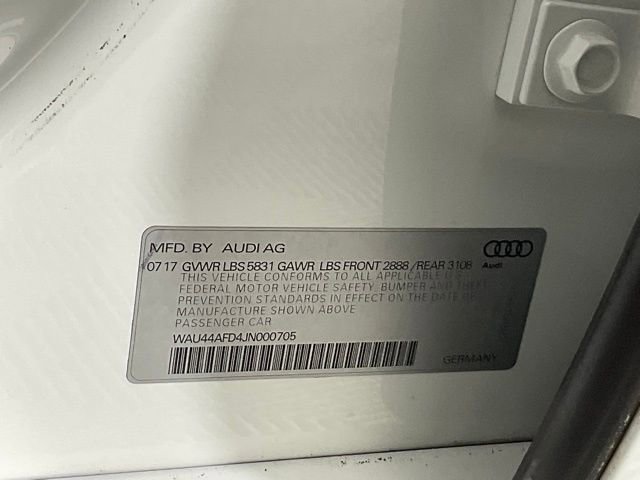 MFD. BY AUDI AG
07 17 GVWR LBS 5831 GAWR LBS FRONT 2888 /REAR 3108 Audi
THIS VEHICLE CONFORMS TO ALL APPLICABLE U.S.
FEDERAL MOTOR VEHICLE SAFETY, BUMPER AND THEFT
PREVENTION STANDARDS IN EFFECT ON THE DATE OF
MANUFACTURE SHOWN ABOVE
PASSENGER CAR
WAU44AFD4JN000705
GERMANY